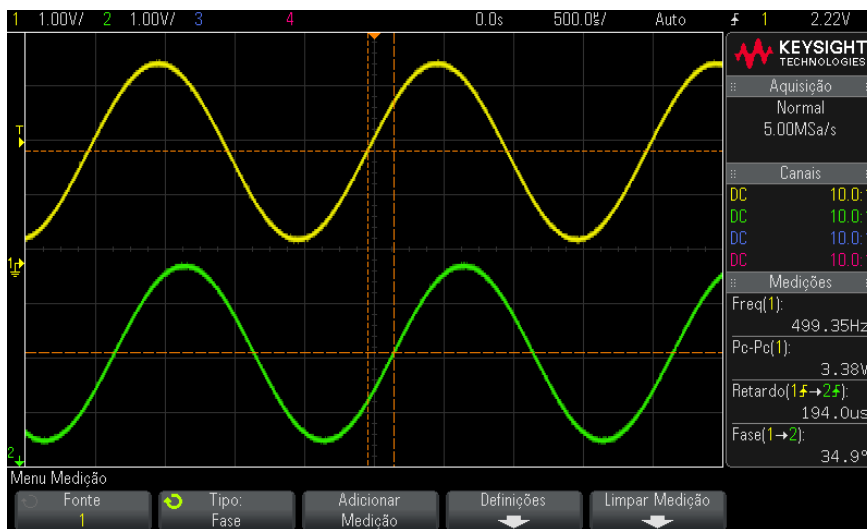 1 1.00V/ 2 1.00V/ 3 4 0.0s 500.0 Auto 1 2.22V
KEYSIGHT
TECHNOLOGIES
Aquisição
Normal
5.00MSa/s
Canais
DC 10.0:
DC 10.0:
DC 10.0:
DC 10.0:
Medições
Freq(1):
499.35Hz
Pc-Pc(1):
3.38V
Retardo(1→2):
194.0us
Fase(1→2):
34.9°
T
1
2
Menu Medição
Fonte
1
Tipo:
Fase
Adicionar
Medição
Definições
Limpar Medição